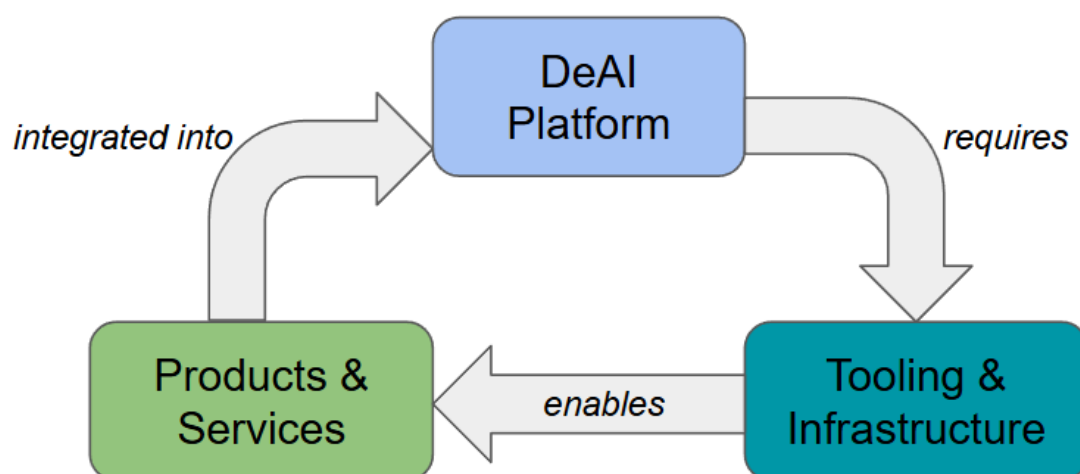 DeAI
Platform
integrated into
requires
Products &
Services
enables
Tooling &
Infrastructure